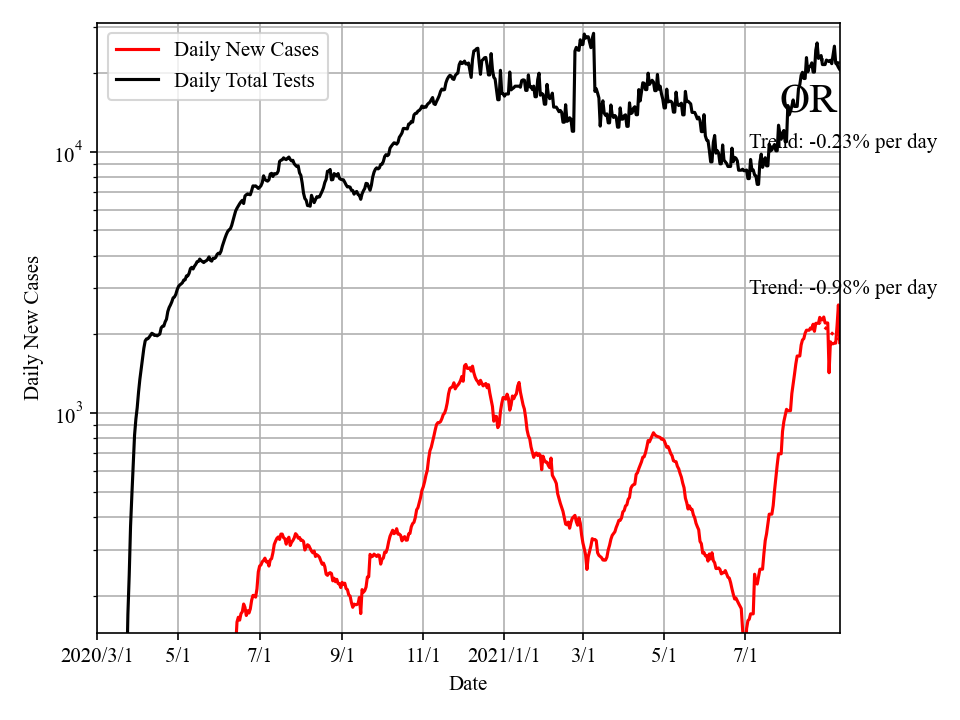 Daily New Cases
Daily Total Tests
OR
Trend: -0.23% per day
Trend: -0.98% per day
10^4
10^3
Daily New Cases
2020/3/1 5/1 7/1 9/1 11/1 2021/1/1 3/1 5/1 7/1
Date